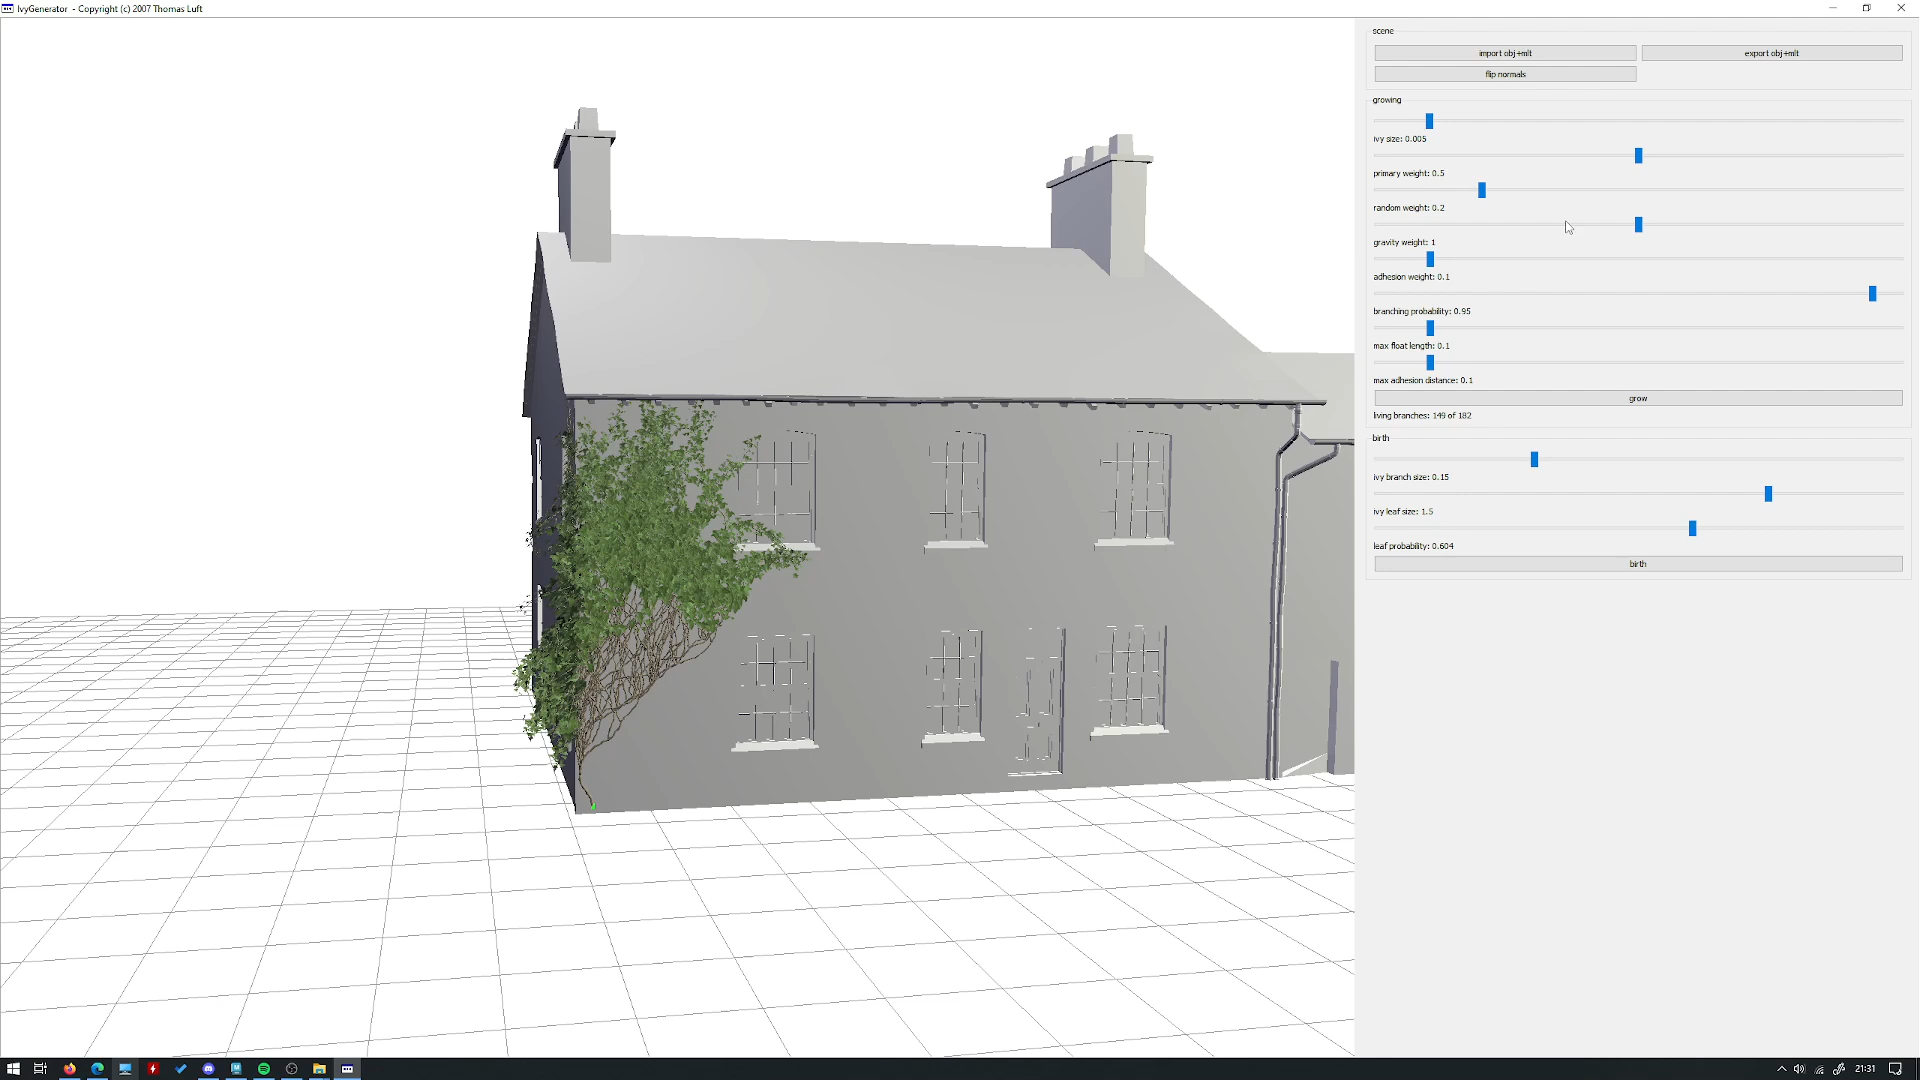 IvyGenerator - Copyright (c) 2007 Thomas Luft
scene
import obj+mlt
export obj+mlt
flip normals
growing
ivy size: 0.005
primary weight: 0.5
random weight: 0.2
gravity weight: 1
adhesion weight: 0.1
branching probability: 0.95
max float length: 0.1
max adhesion distance: 0.1
grow
living branches: 149 of 182
birth
ivy branch size: 0.15
ivy leaf size: 1.5
leaf probability: 0.604
birth
21:31